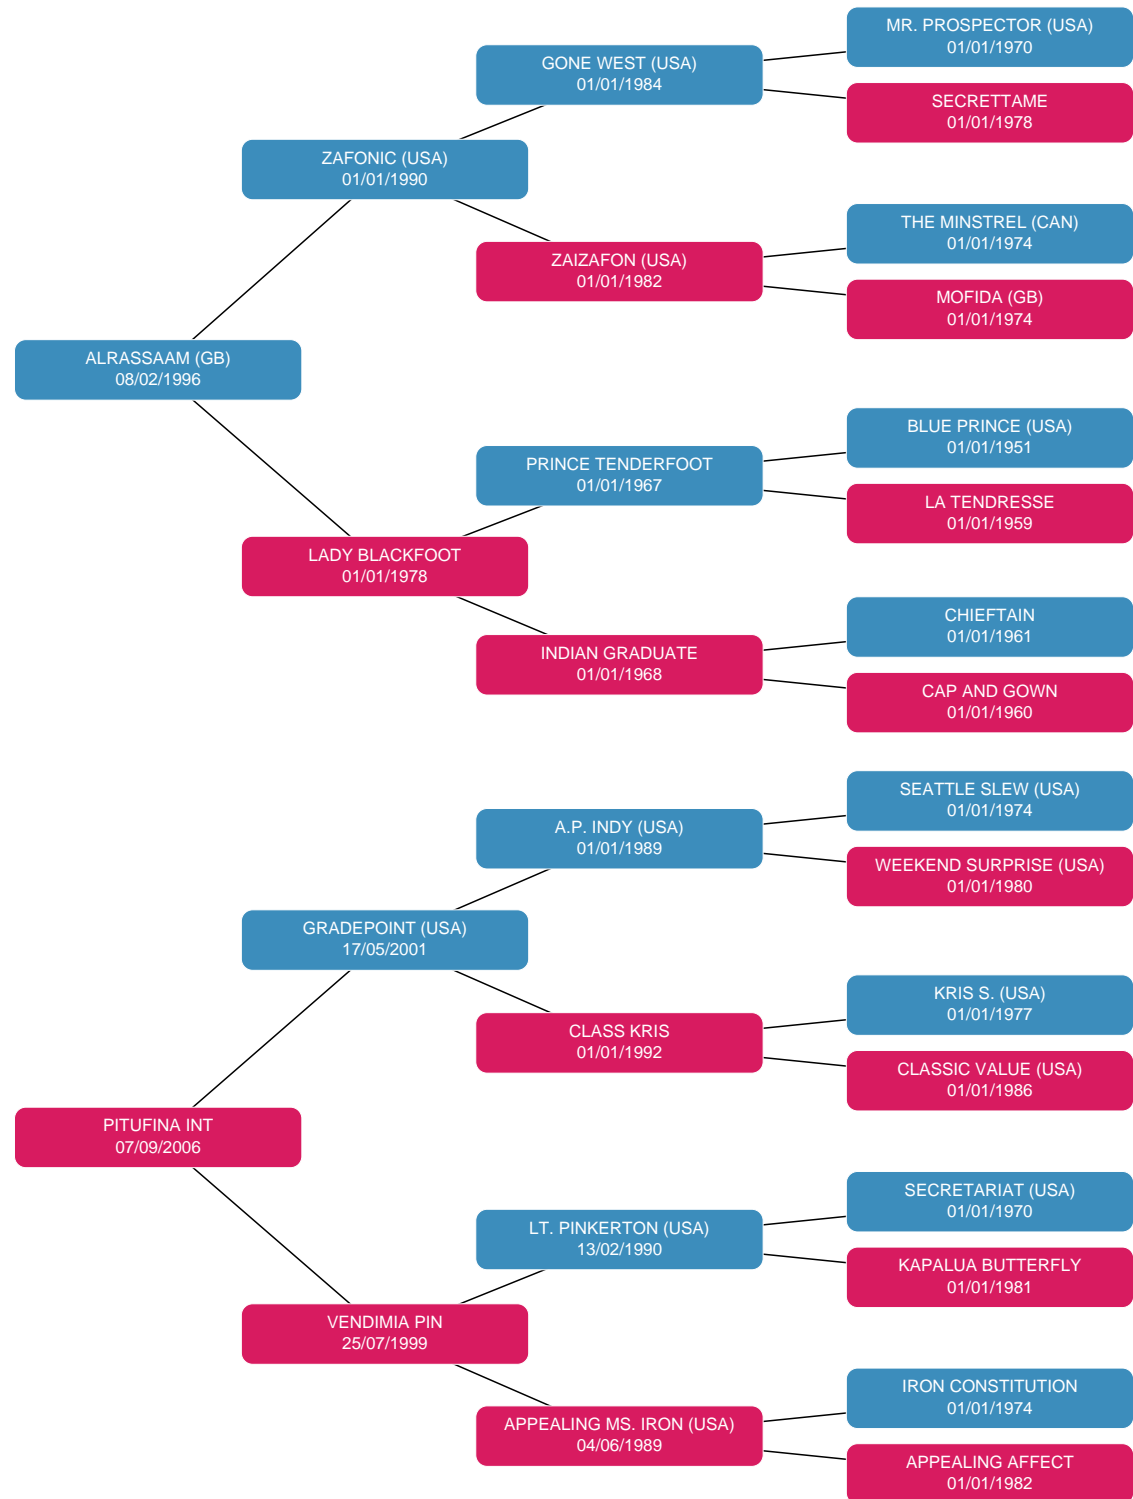 MR. PROSPECTOR (USA)
01/01/1970
GONE WEST (USA)
01/01/1984
SECRETTAME
01/01/1978
ZAFONIC (USA)
01/01/1990
THE MINSTREL (CAN)
01/01/1974
ZAIZAFON (USA)
01/01/1982
MOFIDA (GB)
01/01/1974
ALRASSAAM (GB)
08/02/1996
BLUE PRINCE (USA)
01/01/1951
PRINCE TENDERFOOT
01/01/1967
LA TENDRESSE
01/01/1959
LADY BLACKFOOT
01/01/1978
CHIEFTAIN
01/01/1961
INDIAN GRADUATE
01/01/1968
CAP AND GOWN
01/01/1960
SEATTLE SLEW (USA)
01/01/1974
A.P. INDY (USA)
01/01/1989
WEEKEND SURPRISE (USA)
01/01/1980
GRADEPOINT (USA)
17/05/2001
KRIS S. (USA)
01/01/1977
CLASS KRIS
01/01/1992
CLASSIC VALUE (USA)
01/01/1986
PITUFINA INT
07/09/2006
SECRETARIAT (USA)
01/01/1970
LT. PINKERTON (USA)
13/02/1990
KAPALUA BUTTERFLY
01/01/1981
VENDIMIA PIN
25/07/1999
IRON CONSTITUTION
01/01/1974
APPEALING MS. IRON (USA)
04/06/1989
APPEALING AFFECT
01/01/1982